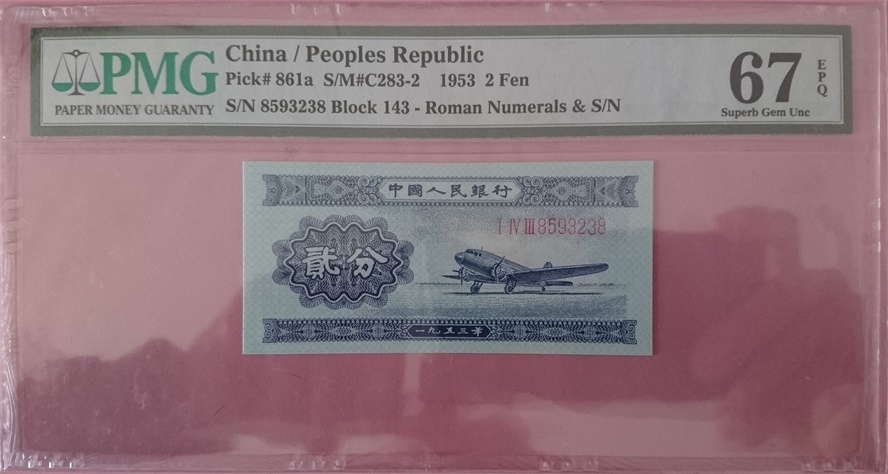 PMG
PAPER MONEY GUARANTY
China / Peoples Republic
Pick# 861a S/M#C283-2 1953 2 Fen
S/N 8593238 Block 143 - Roman Numerals & S/N
67 EPQ
Superb Gem Unc
中國人民銀行
I IV III 8593238
貳分
一九五三年